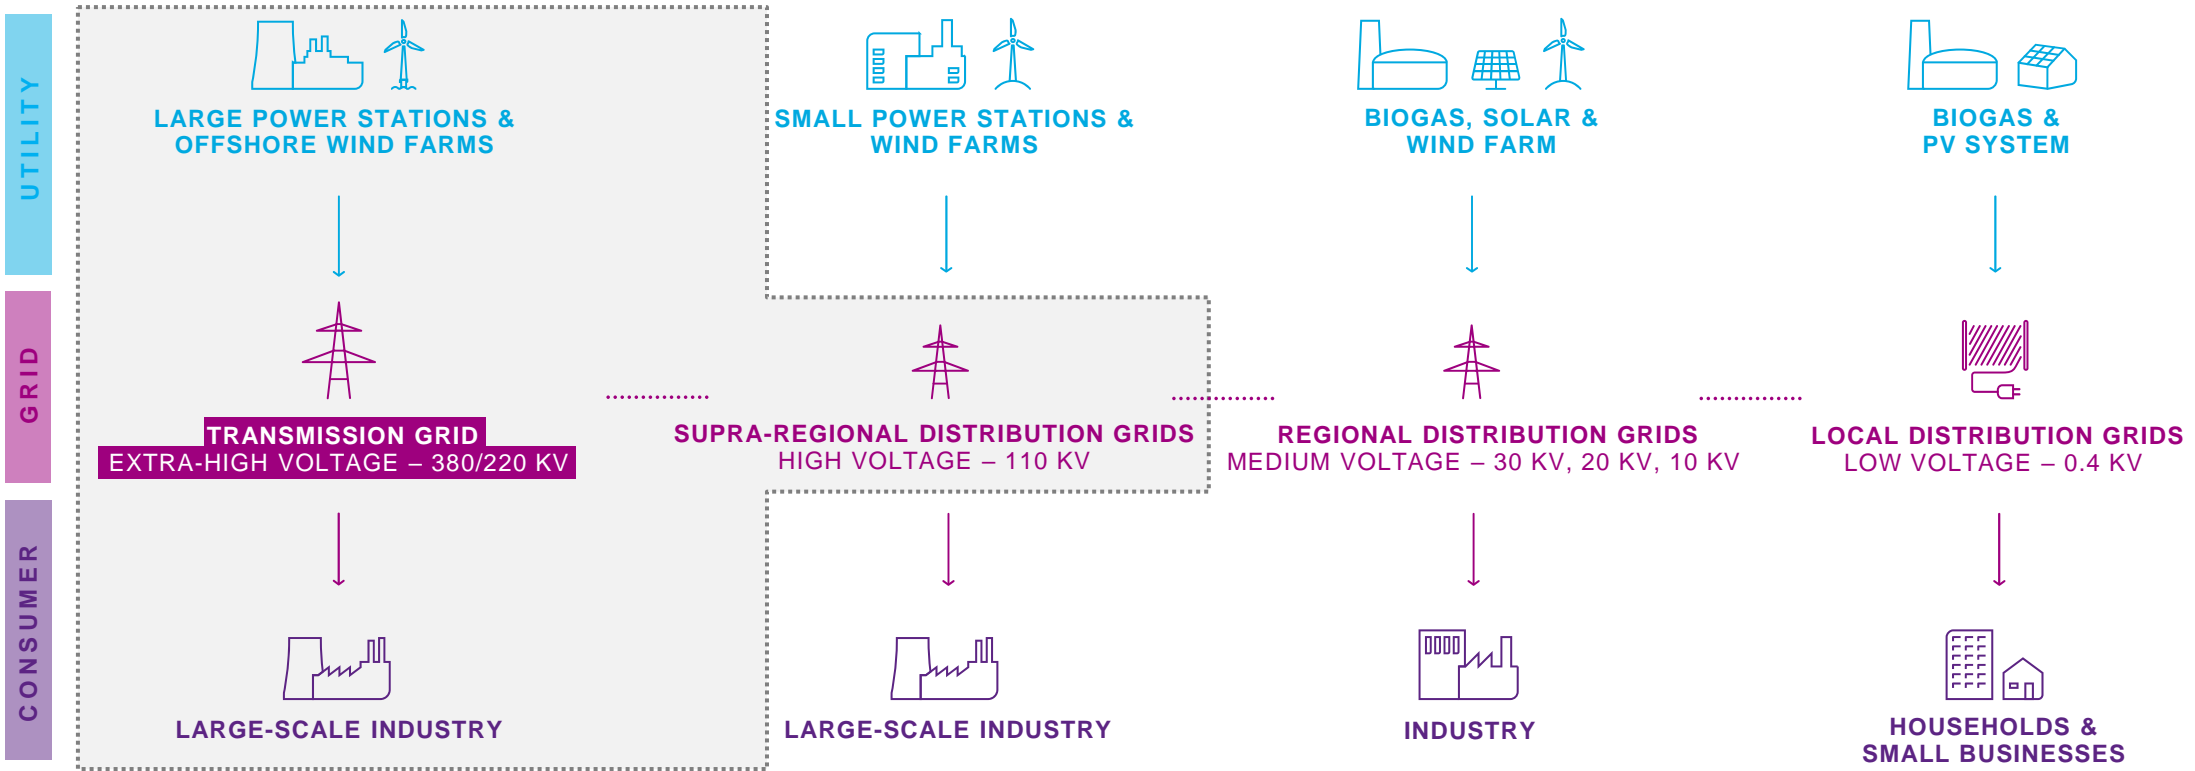 UTILITY
LARGE POWER STATIONS &
OFFSHORE WIND FARMS
SMALL POWER STATIONS &
WIND FARMS
BIOGAS, SOLAR &
WIND FARM
BIOGAS &
PV SYSTEM
GRID
TRANSMISSION GRID
EXTRA-HIGH VOLTAGE – 380/220 KV
SUPRA-REGIONAL DISTRIBUTION GRIDS
HIGH VOLTAGE – 110 KV
REGIONAL DISTRIBUTION GRIDS
MEDIUM VOLTAGE – 30 KV, 20 KV, 10 KV
LOCAL DISTRIBUTION GRIDS
LOW VOLTAGE – 0.4 KV
CONSUMER
LARGE-SCALE INDUSTRY
LARGE-SCALE INDUSTRY
INDUSTRY
HOUSEHOLDS &
SMALL BUSINESSES